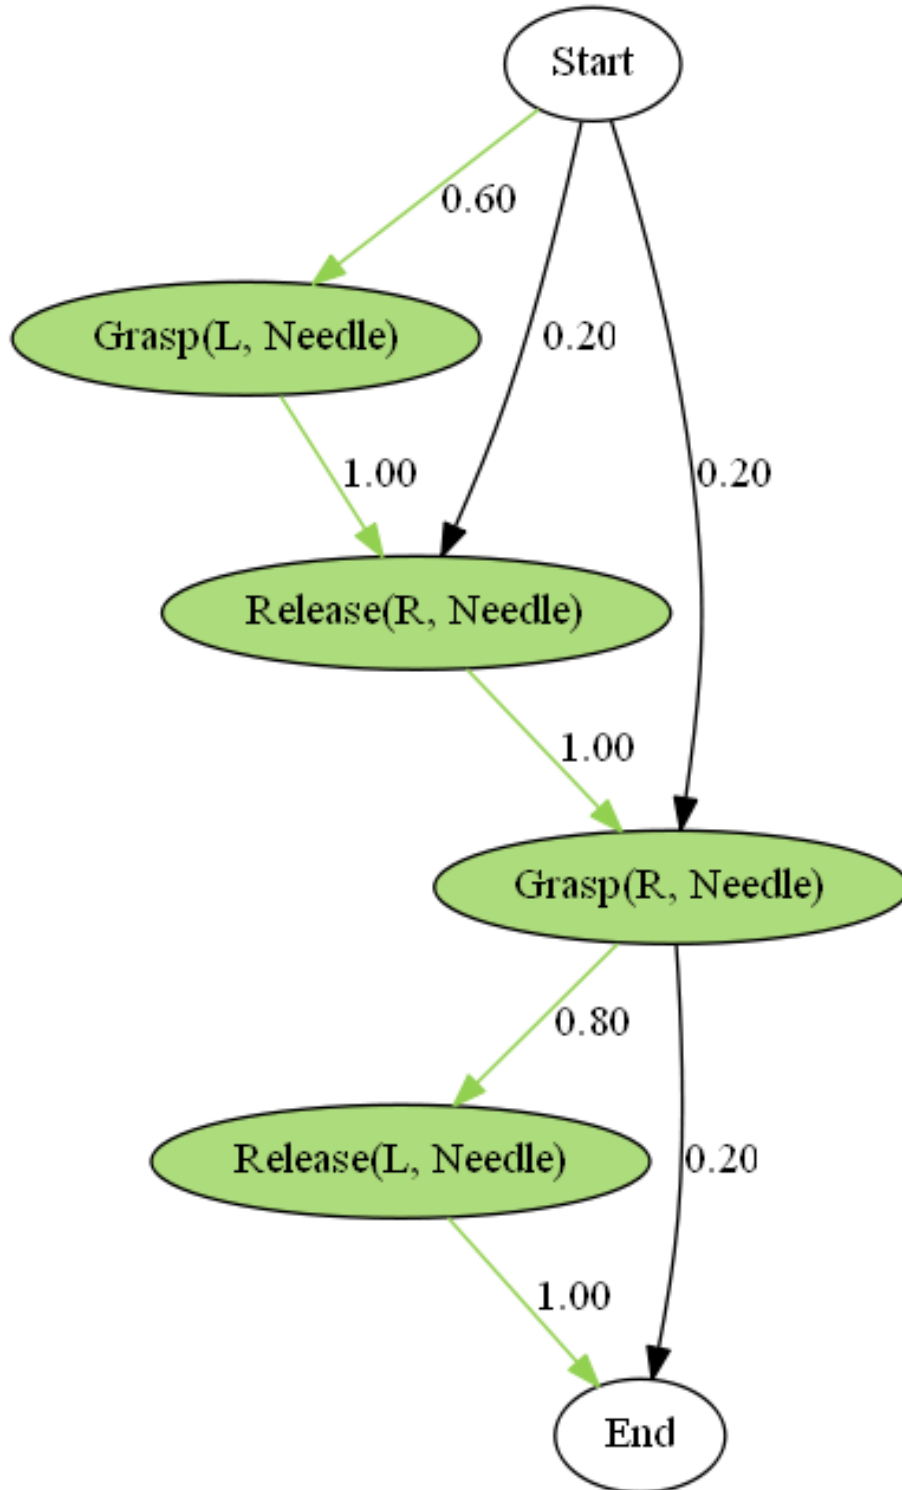 Start
0.60
Grasp(L, Needle)
0.20
1.00
0.20
Release(R, Needle)
1.00
Grasp(R, Needle)
0.80
Release(L, Needle)
0.20
1.00
End